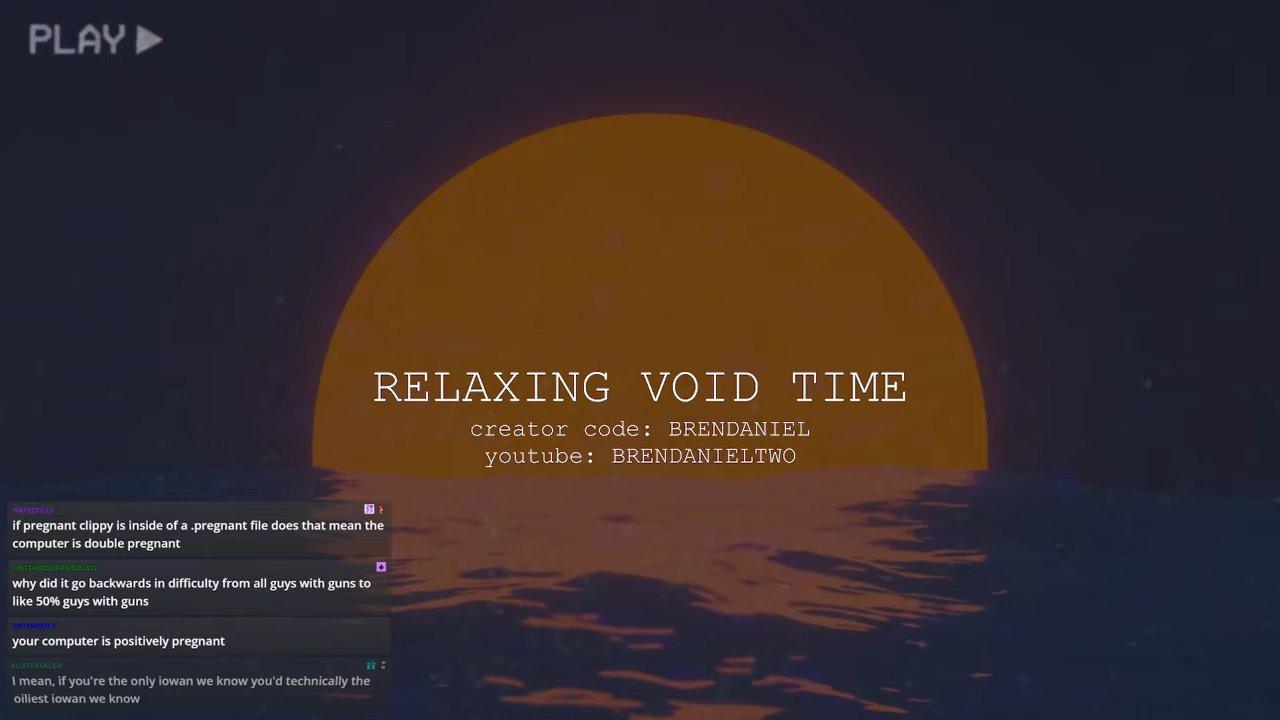 PLAY
RELAXING VOID TIME
creator code: BRENDANIEL
youtube: BRENDANIELTWO
if pregnant clippy is inside of a .pregnant file does that mean the
computer is double pregnant
why did it go backwards in difficulty from all guys with guns to
like 50% guys with guns
your computer is positively pregnant
ALISTERSALEM
I mean, if you're the only iowan we know you'd technically the
oiliest iowan we know